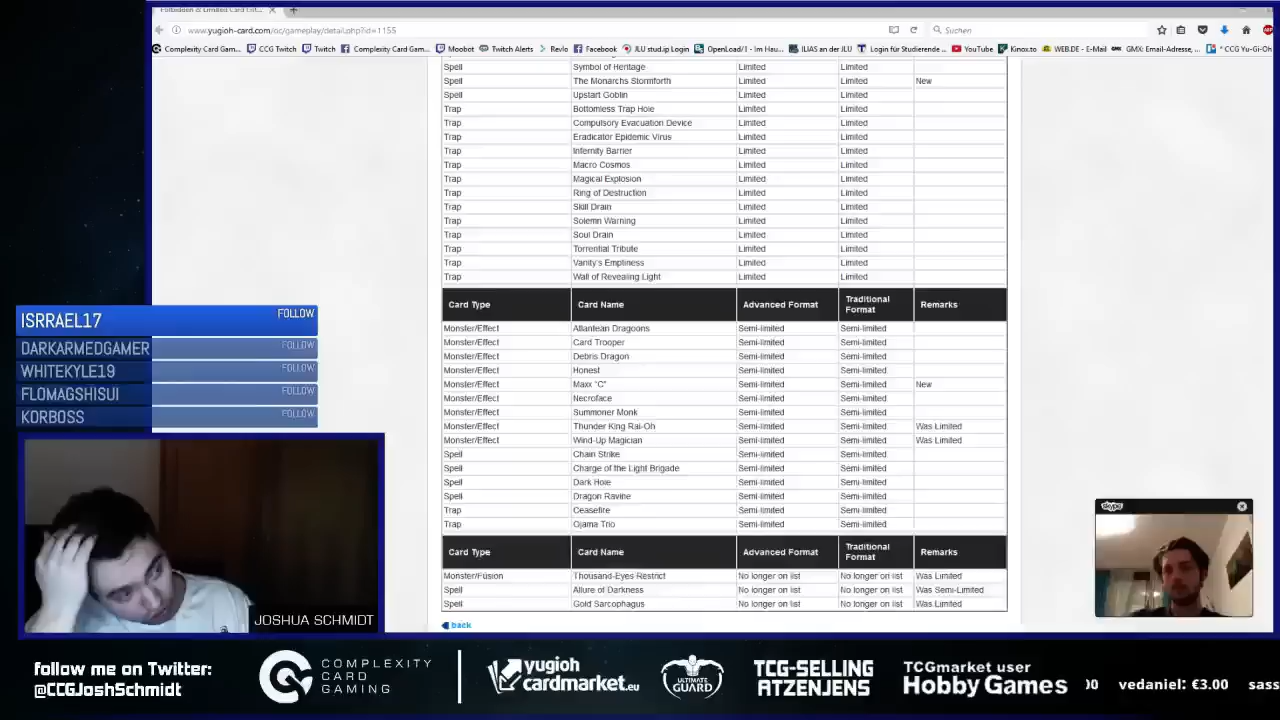 Forbidden & Limited Card List...
www.yugioh-card.com/oc/gameplay/detail.php?id=1155
Suchen
Complexity Card Gam... CCG Twitch Twitch Complexity Card Gam... Moobot Twitch Alerts Revlo Facebook JLU stud.ip Login OpenLoad/1 - Im Hau... ILIAS an der JLU Login für Studierende ... YouTube Kinox.to WEB.DE - E-Mail GMX: Email-Adresse, ... * CCG Yu-Gi-Oh
Spell Symbol of Heritage Limited Limited
Spell The Monarchs Stormforth Limited Limited New
Spell Upstart Goblin Limited Limited
Trap Bottomless Trap Hole Limited Limited
Trap Compulsory Evacuation Device Limited Limited
Trap Eradicator Epidemic Virus Limited Limited
Trap Infernity Barrier Limited Limited
Trap Macro Cosmos Limited Limited
Trap Magical Explosion Limited Limited
Trap Ring of Destruction Limited Limited
Trap Skill Drain Limited Limited
Trap Solemn Warning Limited Limited
Trap Soul Drain Limited Limited
Trap Torrential Tribute Limited Limited
Trap Vanity's Emptiness Limited Limited
Trap Wall of Revealing Light Limited Limited
Card Type Card Name Advanced Format Traditional Format Remarks
Monster/Effect Atlantean Dragoons Semi-limited Semi-limited
Monster/Effect Card Trooper Semi-limited Semi-limited
Monster/Effect Debris Dragon Semi-limited Semi-limited
Monster/Effect Honest Semi-limited Semi-limited
Monster/Effect Maxx "C" Semi-limited Semi-limited New
Monster/Effect Necroface Semi-limited Semi-limited
Monster/Effect Summoner Monk Semi-limited Semi-limited
Monster/Effect Thunder King Rai-Oh Semi-limited Semi-limited Was Limited
Monster/Effect Wind-Up Magician Semi-limited Semi-limited Was Limited
Spell Chain Strike Semi-limited Semi-limited
Spell Charge of the Light Brigade Semi-limited Semi-limited
Spell Dark Hole Semi-limited Semi-limited
Spell Dragon Ravine Semi-limited Semi-limited
Trap Ceasefire Semi-limited Semi-limited
Trap Ojama Trio Semi-limited Semi-limited
Card Type Card Name Advanced Format Traditional Format Remarks
Monster/Fusion Thousand-Eyes Restrict No longer on list No longer on list Was Limited
Spell Allure of Darkness No longer on list No longer on list Was Semi-Limited
Spell Gold Sarcophagus No longer on list No longer on list Was Limited
back
ISRRAEL17 FOLLOW
DARKARMEDGAMER FOLLOW
WHITEKYLE19 FOLLOW
FLOMAGSHISUI FOLLOW
KORBOSS FOLLOW
JOSHUA SCHMIDT
skype
follow me on Twitter:
@CCGJoshSchmidt
COMPLEXITY
CARD
GAMING
yugioh
cardmarket.eu
ULTIMATE
GUARD
TCG-SELLING
ATZENJENS
TCGmarket user
Hobby Games
00 vedaniel: €3.00 sass